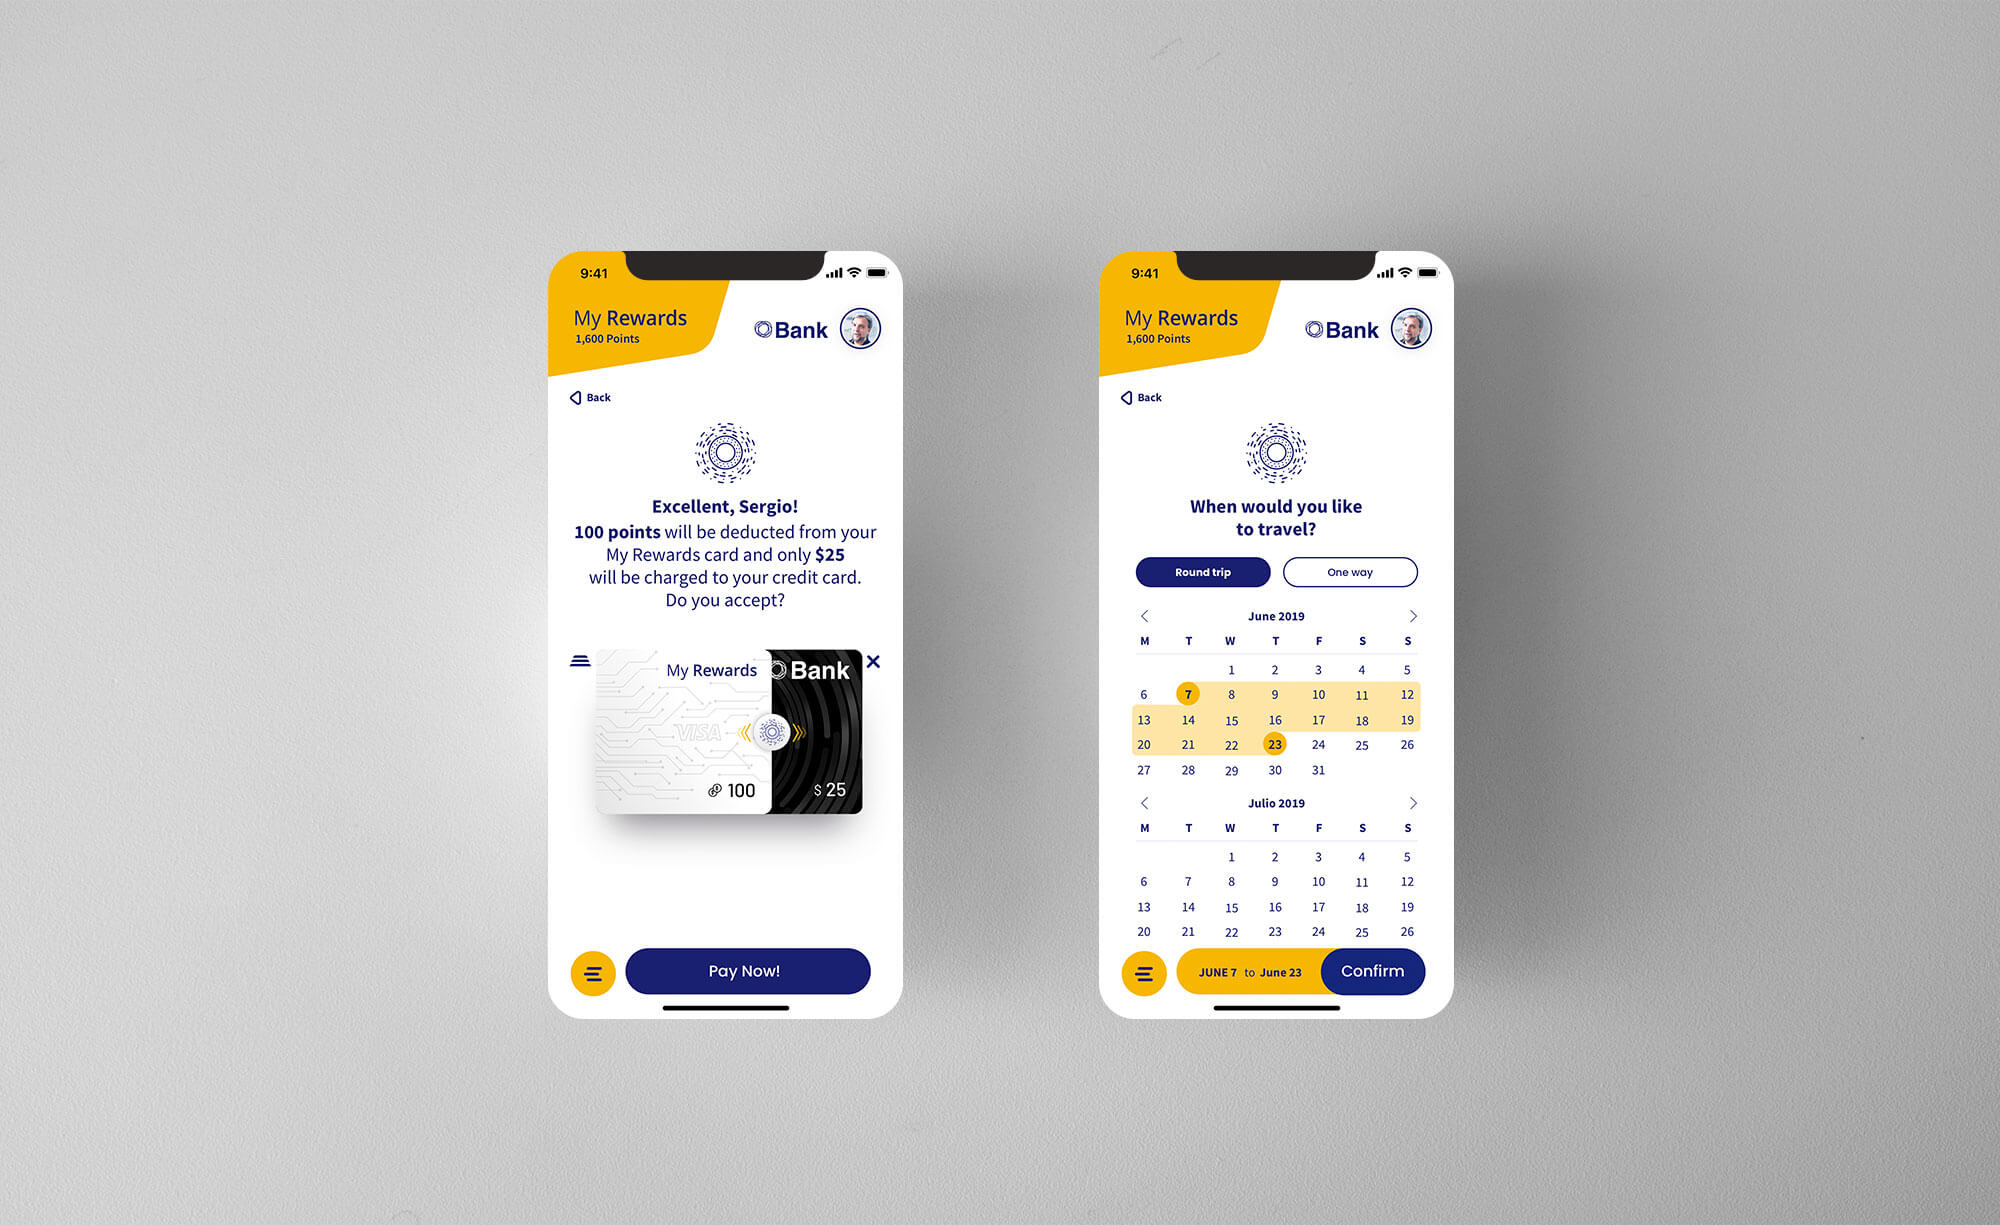 9:41
My Rewards
1,600 Points
Bank
Back
Excellent, Sergio!
100 points will be deducted from your
My Rewards card and only $25
will be charged to your credit card.
Do you accept?
My Rewards
Bank
VISA
100
$ 25
Pay Now!
9:41
My Rewards
1,600 Points
Bank
Back
When would you like
to travel?
Round trip
One way
June 2019
M T W T F S S
1 2 3 4 5
6 7 8 9 10 11 12
13 14 15 16 17 18 19
20 21 22 23 24 25 26
27 28 29 30 31
Julio 2019
M T W T F S S
1 2 3 4 5
6 7 8 9 10 11 12
13 14 15 16 17 18 19
20 21 22 23 24 25 26
JUNE 7 to June 23
Confirm